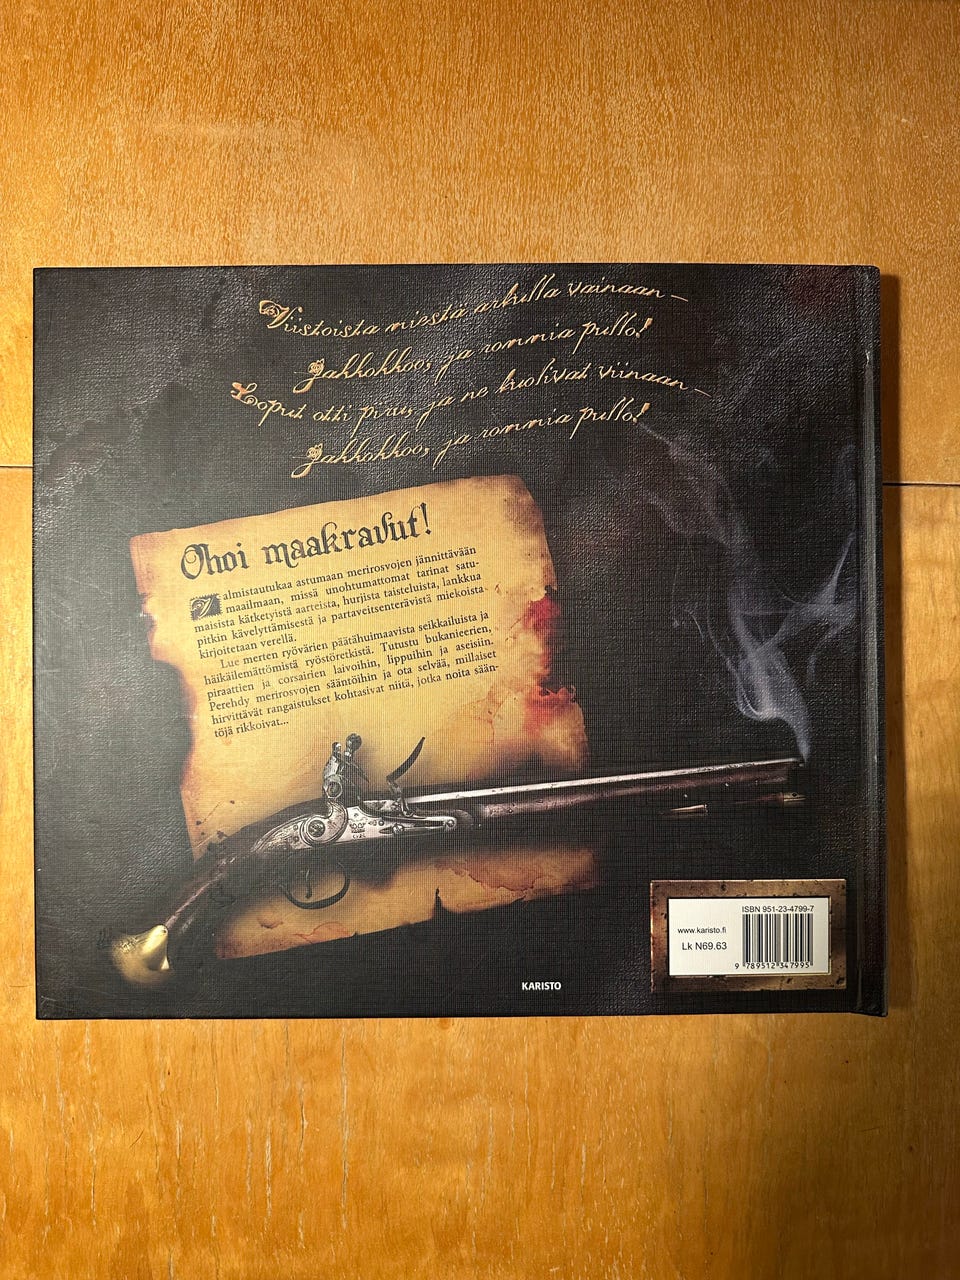 Viistoista miestä arkulla vainaan –
Jahhohhoo, ja rommia pullo!
Loput otti piru, ja ne kuolivat viinaan –
Jahhohhoo, ja rommia pullo!
Ohoi maakravut!
Valmistautukaa astumaan merirosvojen jännittävään
maailmaan, missä unohtumattomat tarinat satu-
maisista kätketyistä aarteista, hurjista taisteluista, lankkua
pitkin kävelyttämisestä ja partaveitsenterävistä miekoista
kirjoitetaan verellä.
Lue merten ryövärien päätähuimaavista seikkailuista ja
häikäilemättömistä ryöstöretkistä. Tutustu bukanieerien,
piraattien ja corsairien laivoihin, lippuihin ja aseisiin.
Perehdy merirosvojen sääntöihin ja ota selvää, millaiset
hirvittävät rangaistukset kohtasivat niitä, jotka noita sään-
töjä rikkoivat...
ISBN 951-23-4799-7
www.karisto.fi
Lk N69.63
9 789512 347995
KARISTO